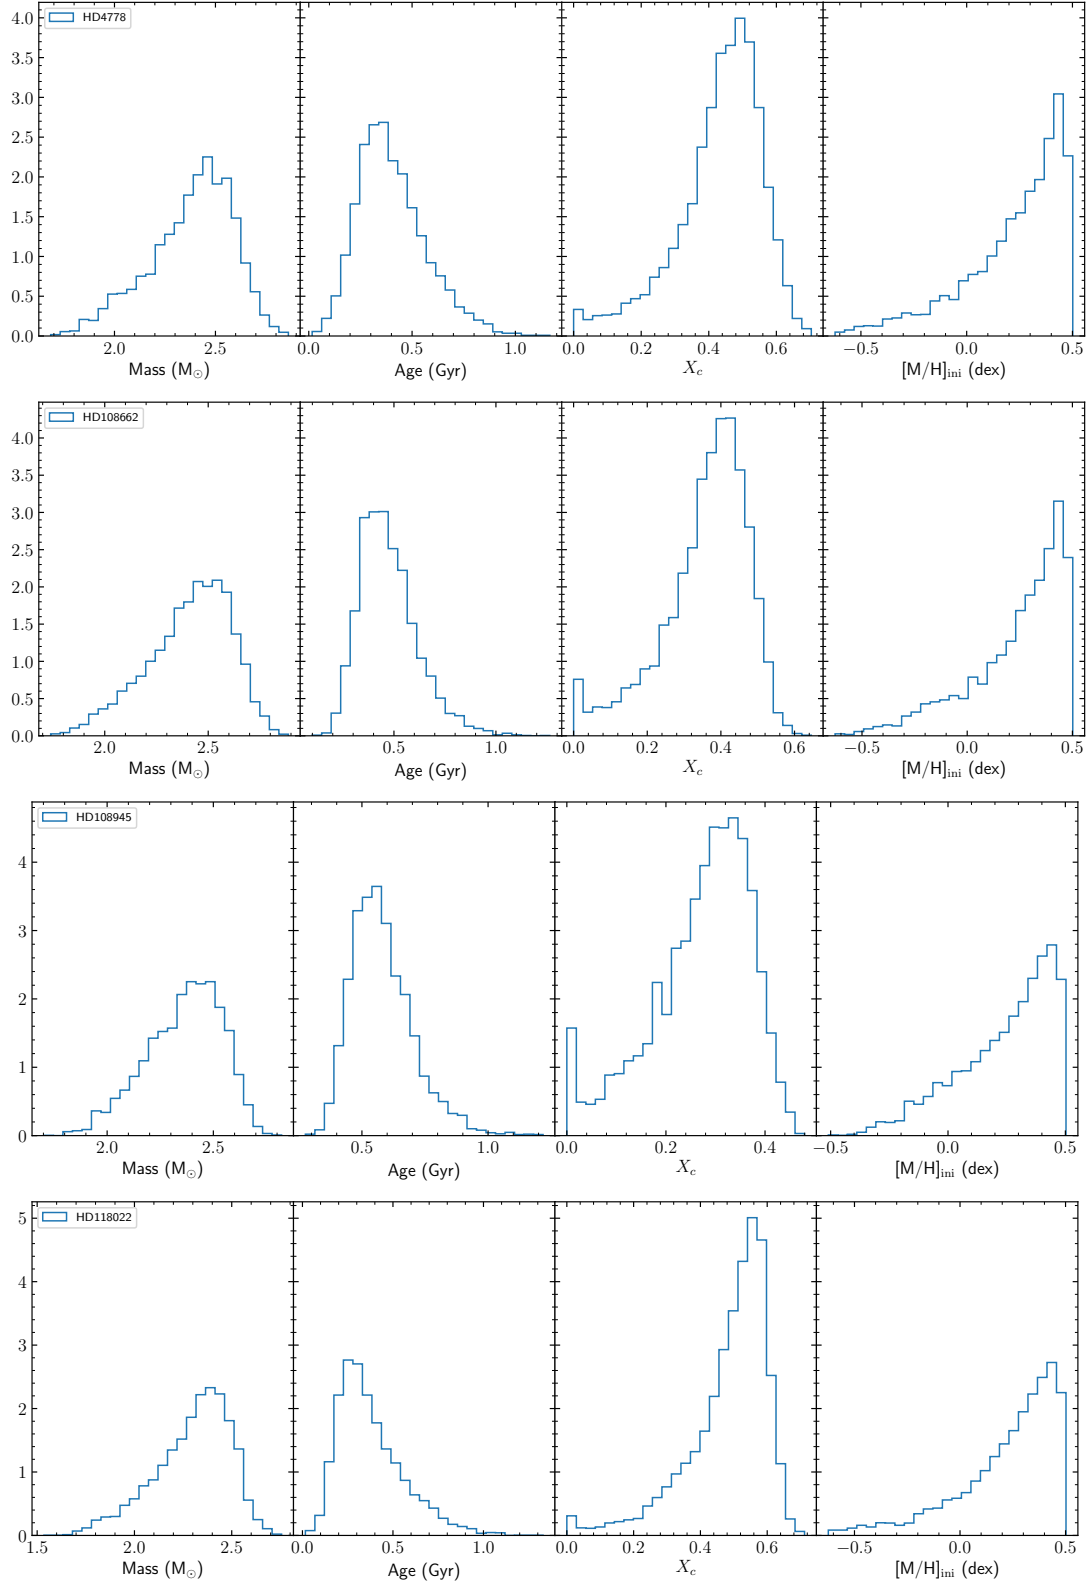 HD4778
4.0
3.5
3.0
2.5
2.0
1.5
1.0
0.5
0.0
2.0 2.5 0.0 0.5 1.0 0.0 0.2 0.4 0.6 −0.5 0.0 0.5
Mass (M⊙) Age (Gyr) Xc [M/H]ini (dex)
HD108662
4.0
3.5
3.0
2.5
2.0
1.5
1.0
0.5
0.0
2.0 2.5 0.5 1.0 0.0 0.2 0.4 0.6 −0.5 0.0 0.5
Mass (M⊙) Age (Gyr) Xc [M/H]ini (dex)
HD108945
4
3
2
1
0
2.0 2.5 0.5 1.0 0.0 0.2 0.4 −0.5 0.0 0.5
Mass (M⊙) Age (Gyr) Xc [M/H]ini (dex)
HD118022
5
4
3
2
1
0
1.5 2.0 2.5 0.0 0.5 1.0 0.0 0.2 0.4 0.6 −0.5 0.0 0.5
Mass (M⊙) Age (Gyr) Xc [M/H]ini (dex)